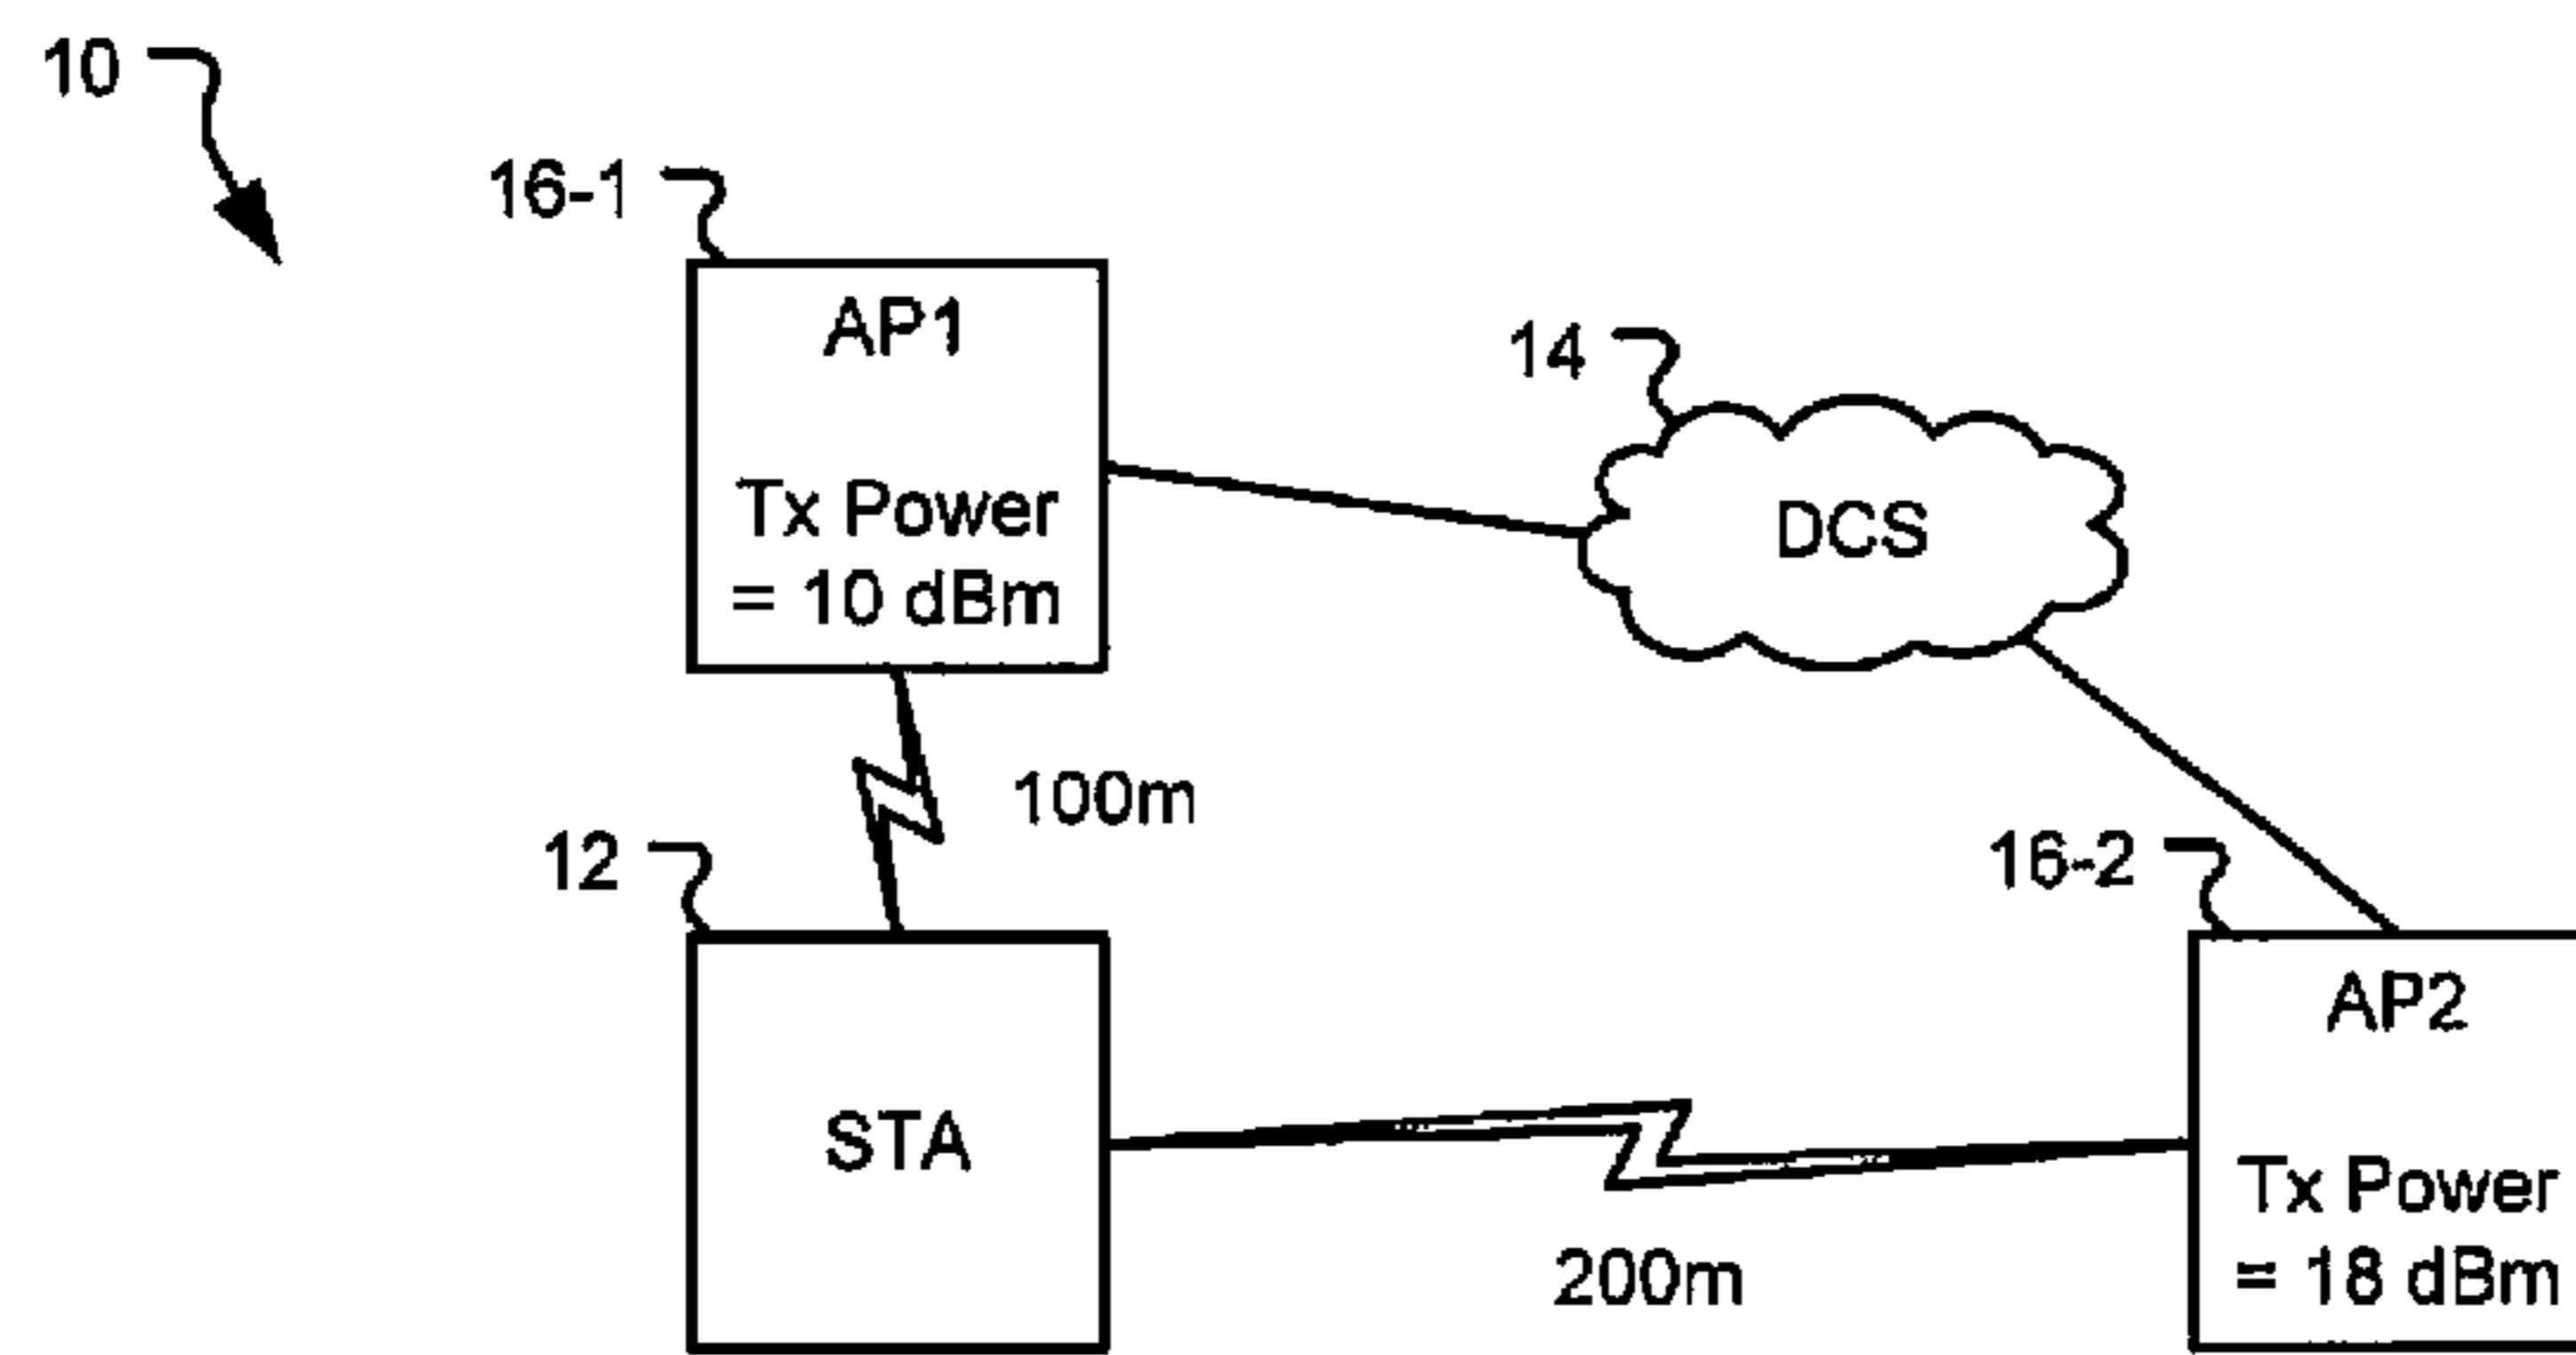 10
16-1
AP1
Tx Power
= 10 dBm
14
DCS
100m
12
STA
16-2
AP2
Tx Power
= 18 dBm
200m